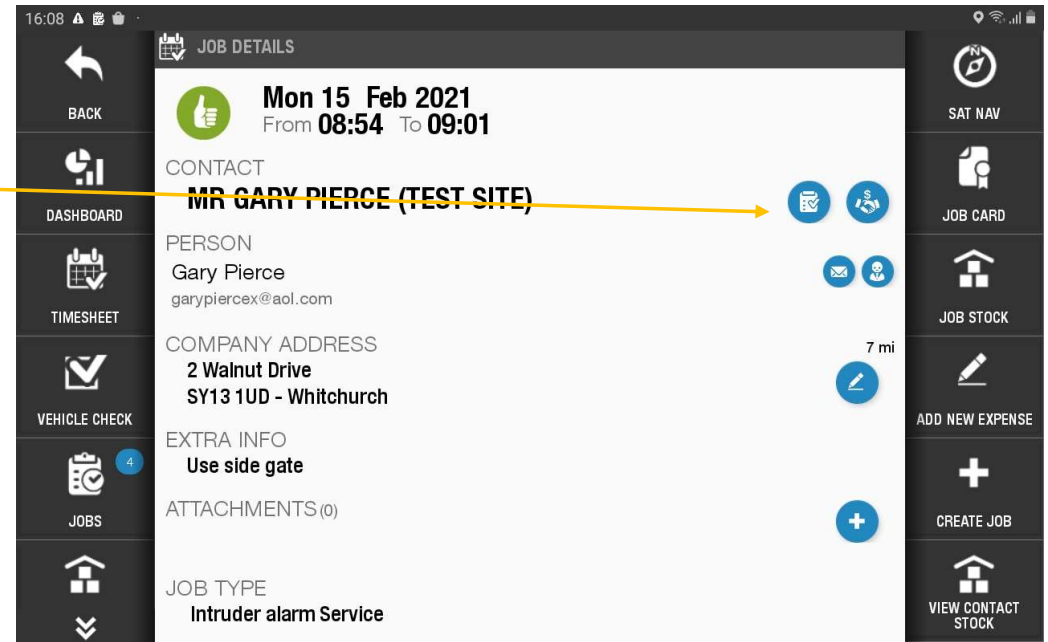 16:08
BACK
DASHBOARD
TIMESHEET
VEHICLE CHECK
4
JOBS
JOB DETAILS
Mon 15 Feb 2021
From 08:54 To 09:01
CONTACT
MR GARY PIERCE (TEST SITE)
PERSON
Gary Pierce
garypiercex@aol.com
COMPANY ADDRESS
7 mi
2 Walnut Drive
SY13 1UD - Whitchurch
EXTRA INFO
Use side gate
ATTACHMENTS (0)
JOB TYPE
Intruder alarm Service
N
SAT NAV
JOB CARD
JOB STOCK
ADD NEW EXPENSE
CREATE JOB
VIEW CONTACT
STOCK